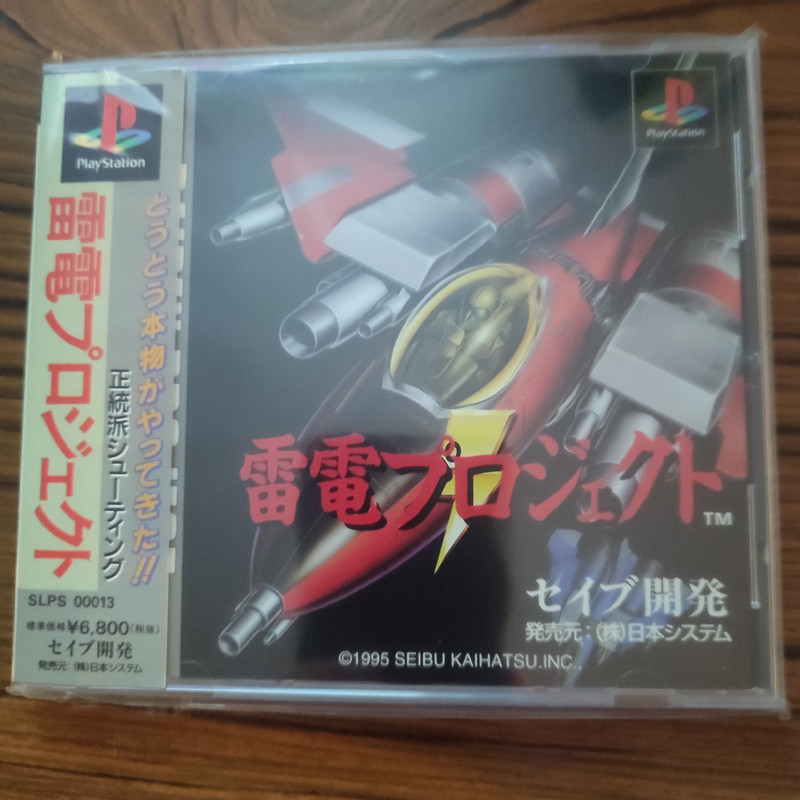 PlayStation
雷電プロジェクト
とうとう本物がやってきた!!
正統派シューティング
SLPS 00013
標準価格¥6,800(税抜)
セイブ開発
発売元:(株)日本システム
PlayStation
雷電プロジェクト
TM
セイブ開発
発売元:(株)日本システム
©1995 SEIBU KAIHATSU.INC.,